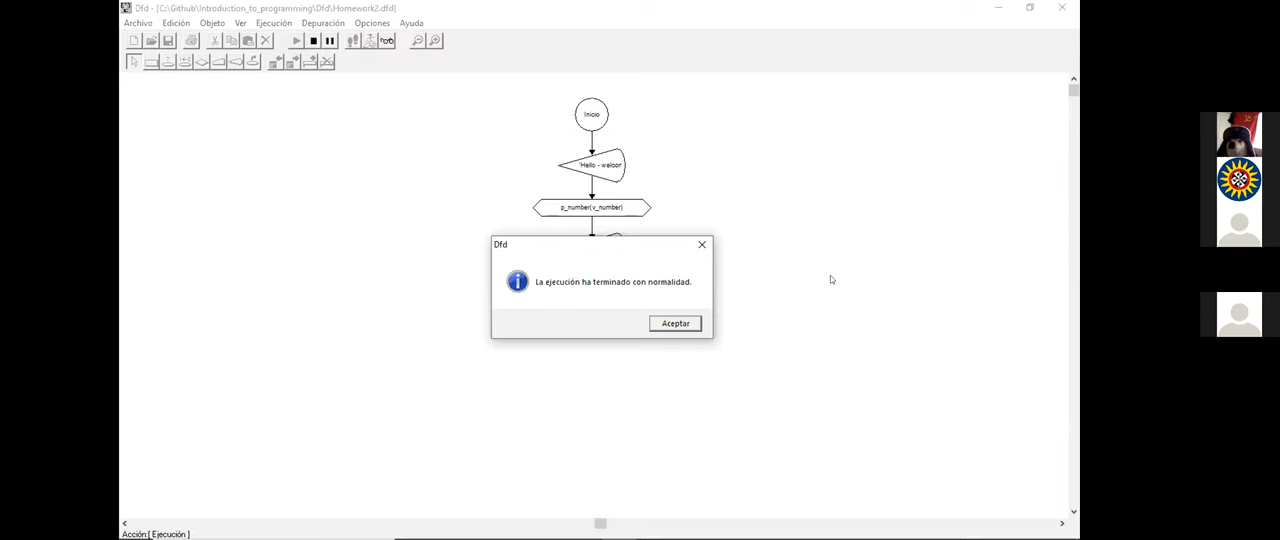 Dfd - [C:\Github\Introduction_to_programming\Dfd\Homework2.dfd]
Archivo Edición Objeto Ver Ejecución Depuración Opciones Ayuda
Inicio
'Hello - welcor
p_number(v_number)
Dfd
La ejecución ha terminado con normalidad.
Aceptar
Acción:[ Ejecución ]